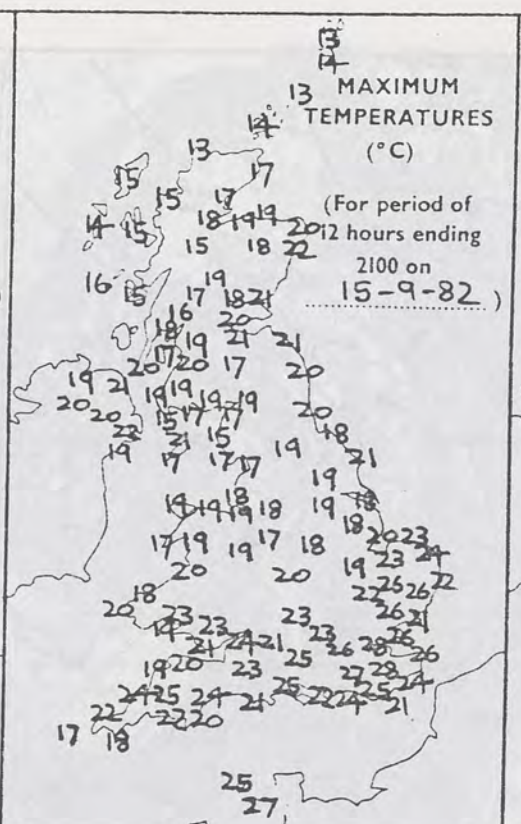 13
14
MAXIMUM
13
TEMPERATURES
14
(°C)
13
15 15 17
17
(For period of
18 19 19 20
14 15
12 hours ending
15 18 22
2100 on
16 15
19
15-9-82 )
17 18 21
16 20
18 21 21
17 19
20 20 17 20
19 21
19 19 19
20 20
15 17 17 20
22
21 15 18
19
17 17 17 19 21
19
18
19 19 19 18 19 18
18
17 19 17 20 23
19 18 24
20 23
20 19 22
18 26 26
22
20 23 23 26
14 23 21
21 24 21 23 26
26 28
19 20 23 25 26
27 28
24 25 24 25 24
22 21 22 24 25
22 20 21
17 18
25
27